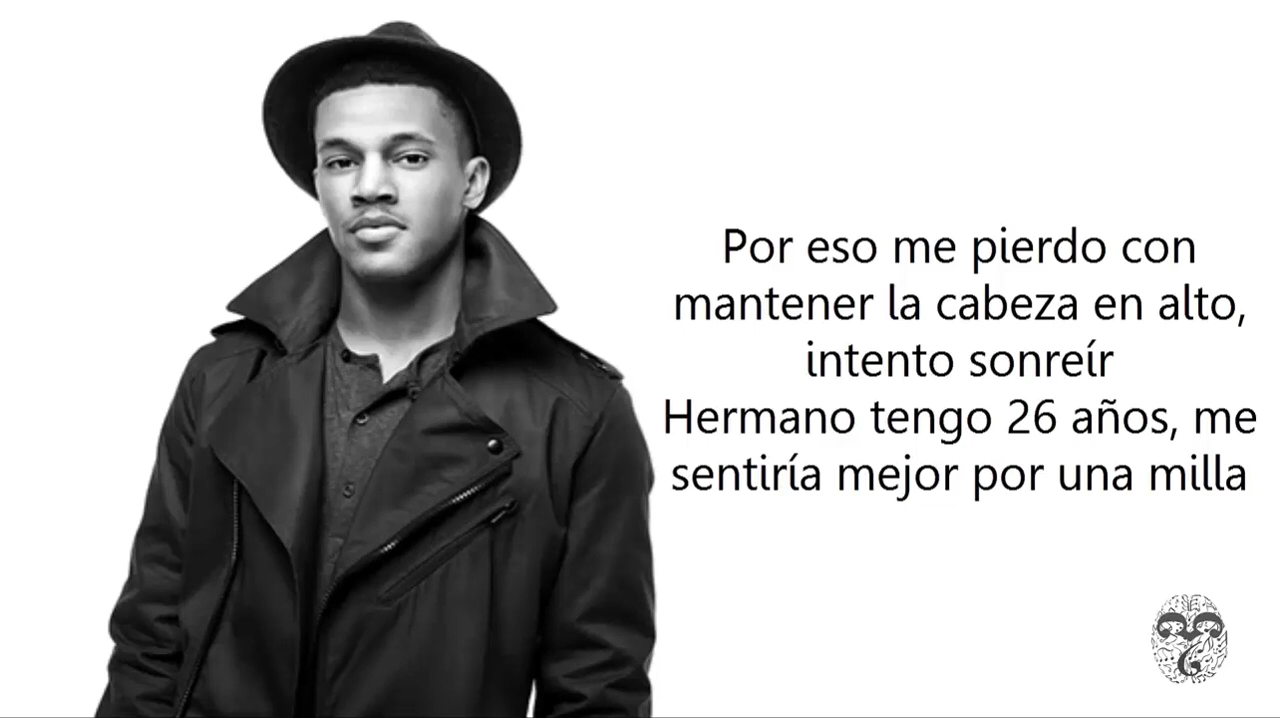 Por eso me pierdo con
mantener la cabeza en alto,
intento sonreír
Hermano tengo 26 años, me
sentiría mejor por una milla